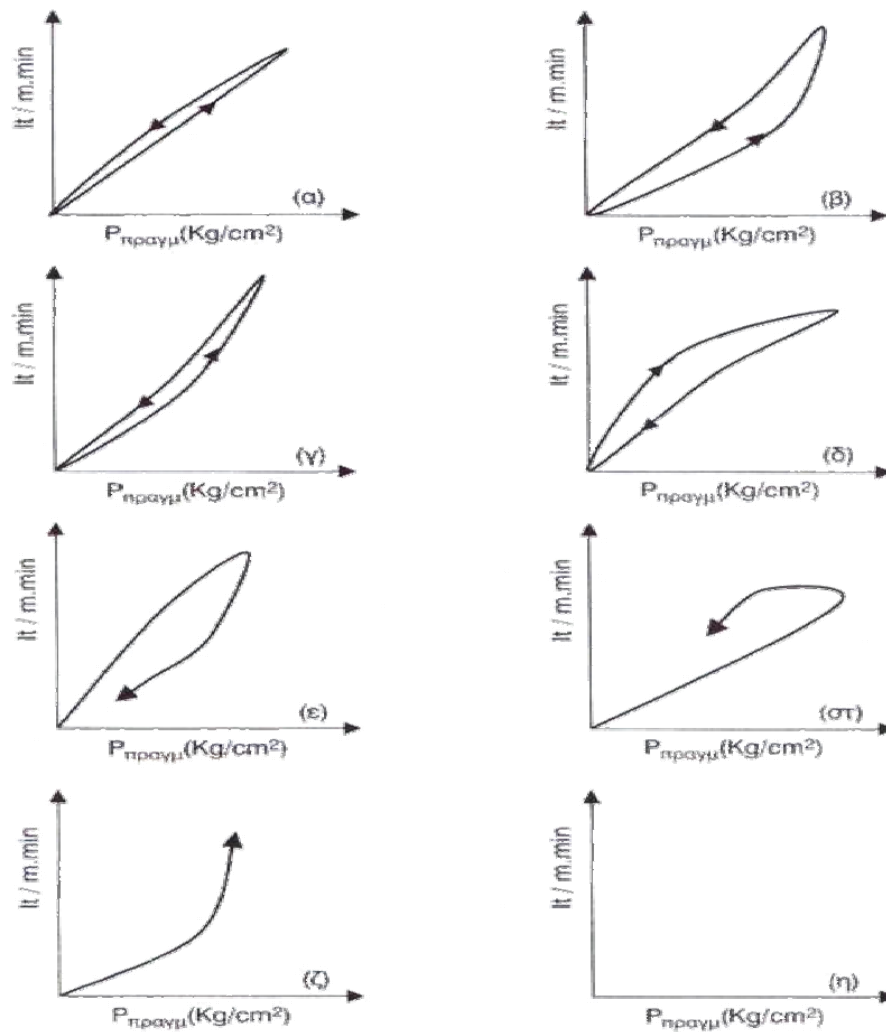 lt / m.min
(α)
Pπραγμ(Kg/cm²)
lt / m.min
(β)
Pπραγμ(Kg/cm²)
lt / m.min
(γ)
Pπραγμ(Kg/cm²)
lt / m.min
(δ)
Pπραγμ(Kg/cm²)
lt / m.min
(ε)
Pπραγμ(Kg/cm²)
lt / m.min
(στ)
Pπραγμ(Kg/cm²)
lt / m.min
(ζ)
Pπραγμ(Kg/cm²)
lt / m.min
(η)
Pπραγμ(Kg/cm²)